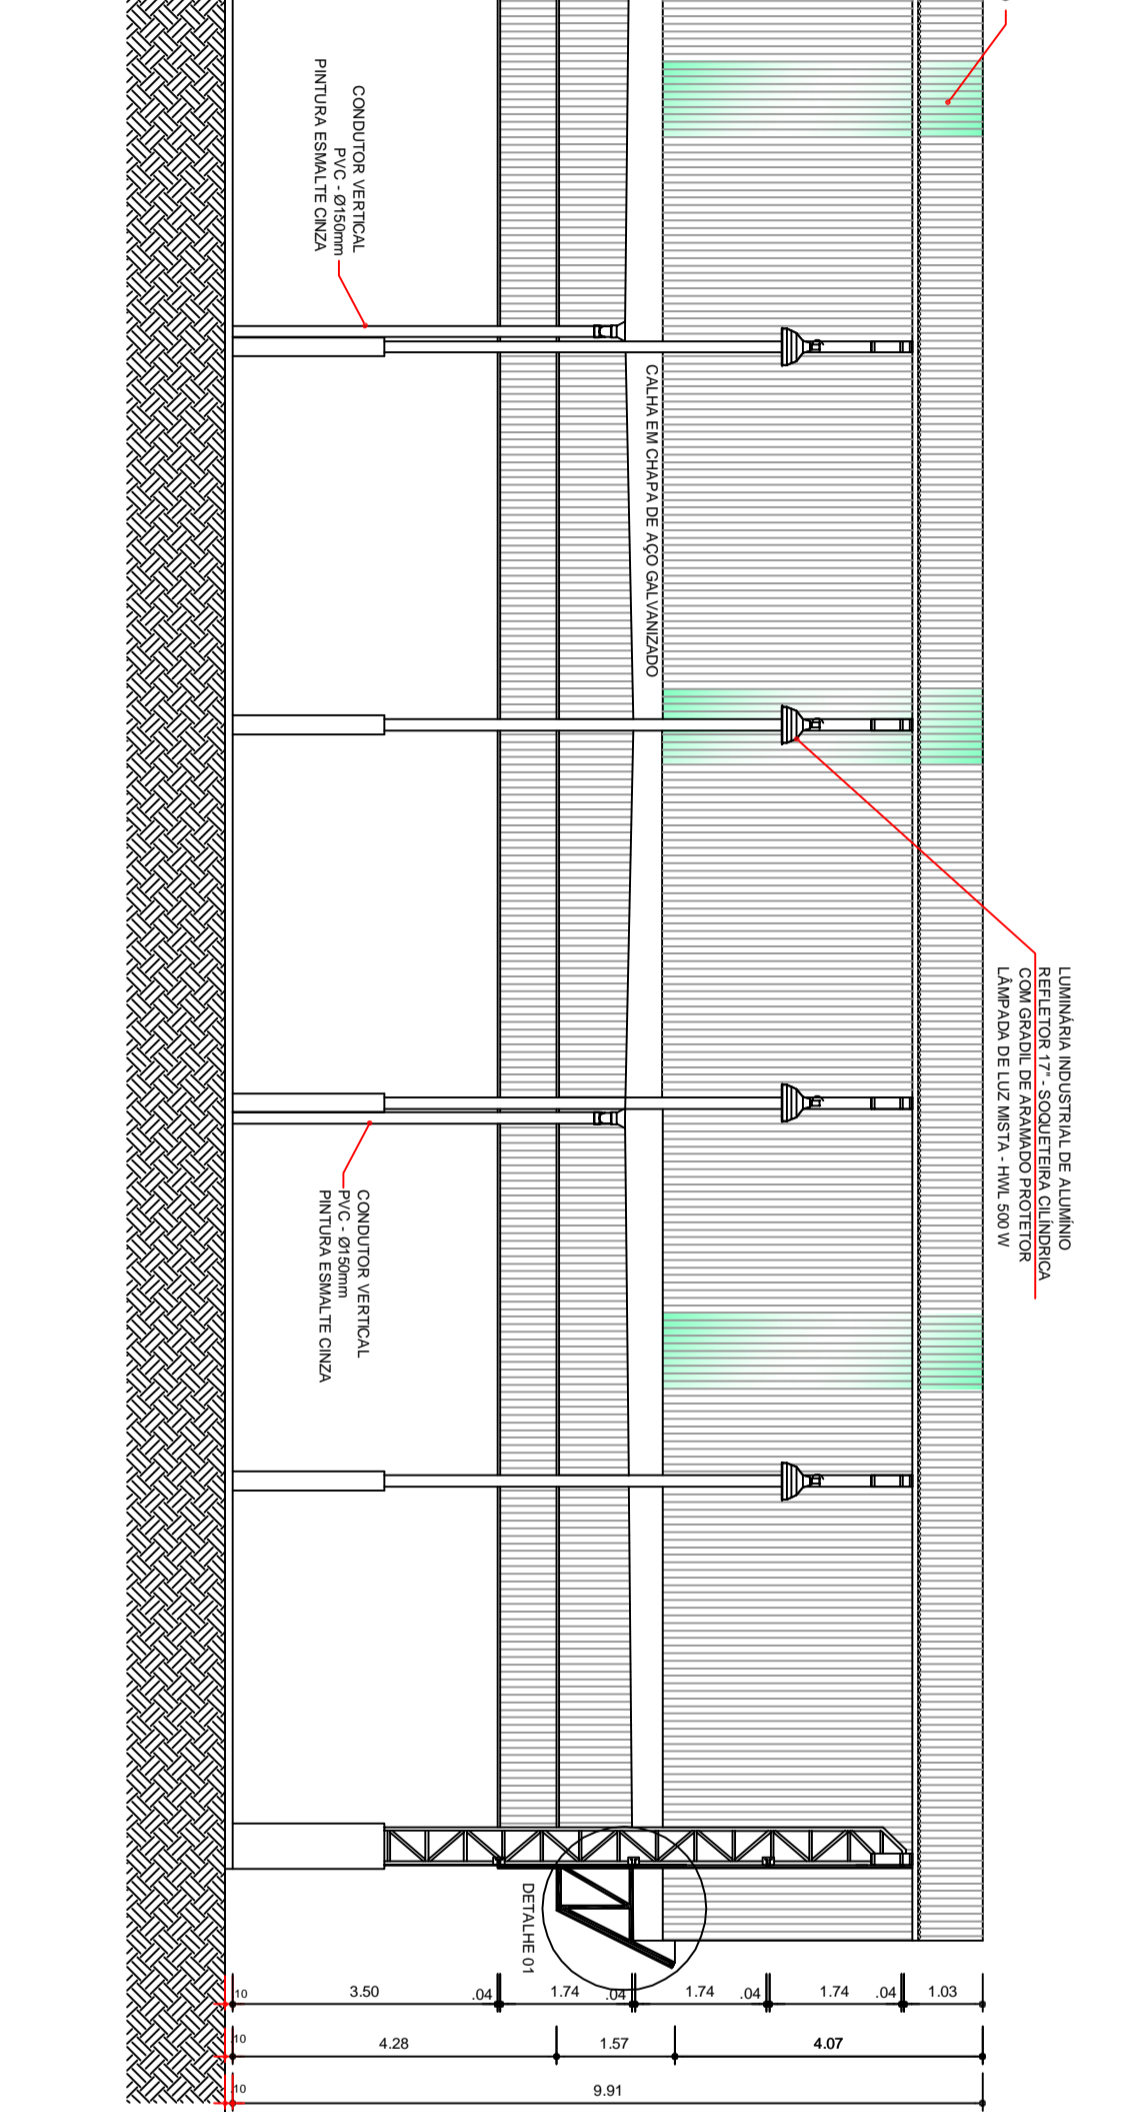 CONDUTOR VERTICAL
PVC - Ø150mm
PINTURA ESMALTE CINZA
CALHA EM CHAPA DE AÇO GALVANIZADO
LUMINÁRIA INDUSTRIAL DE ALUMÍNIO
REFLETOR 17" - SOQUETEIRA CILÍNDRICA
COM GRADIL DE ARAMADO PROTETOR
LÂMPADA DE LUZ MISTA - HWL 500 W
CONDUTOR VERTICAL
PVC - Ø150mm
PINTURA ESMALTE CINZA
DETALHE 01
10 3.50 .04 1.74 .04 1.74 .04 1.74 .04 1.03
.10 4.28 1.57 4.07
.10 9.91